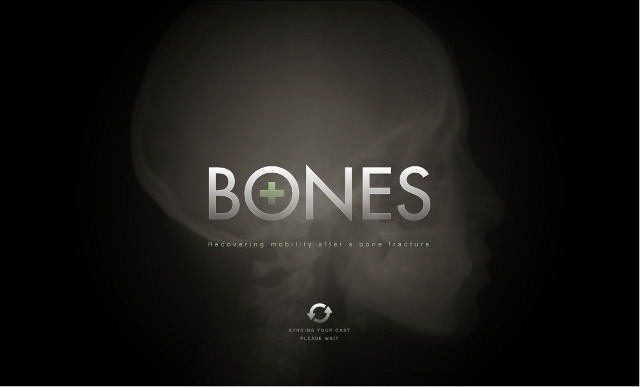 BONES
Recovering mobility after a bone fracture
SYNCING YOUR CAST
PLEASE WAIT